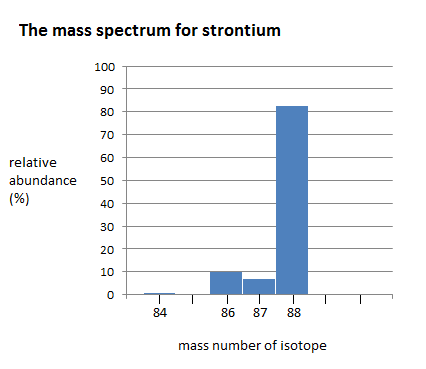 The mass spectrum for strontium
100
90
80
70
60
50
40
30
20
10
0
relative
abundance
(%)
84 86 87 88
mass number of isotope